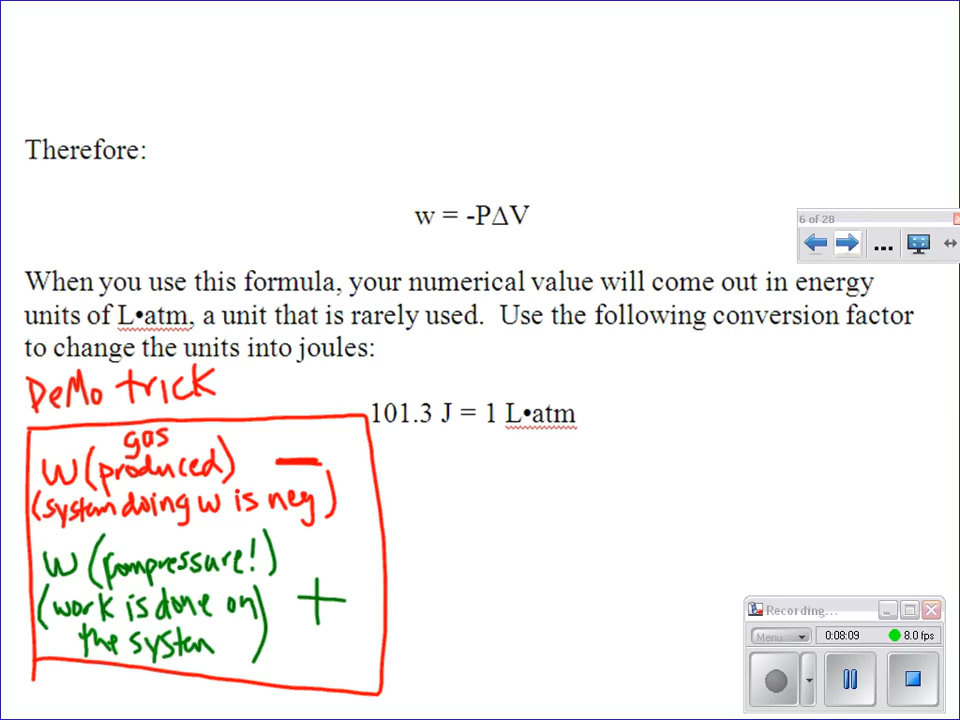 Therefore:
w = -PΔV
6 of 28
When you use this formula, your numerical value will come out in energy
units of L•atm, a unit that is rarely used.  Use the following conversion factor
to change the units into joules:
DeMo trick
101.3 J = 1 L•atm
gas
W (produced) —
(system doing w is neg)
W (compressure!)
(work is done on) +
the system
Recording...
Menu
0:08:09
8.0 fps